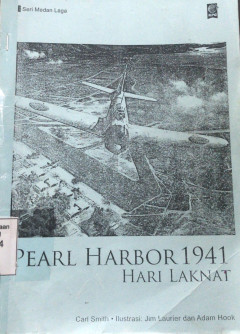 Seri Medan Laga
PEARL HARBOR 1941
HARI LAKNAT
Carl Smith • Ilustrasi: Jim Laurier dan Adam Hook